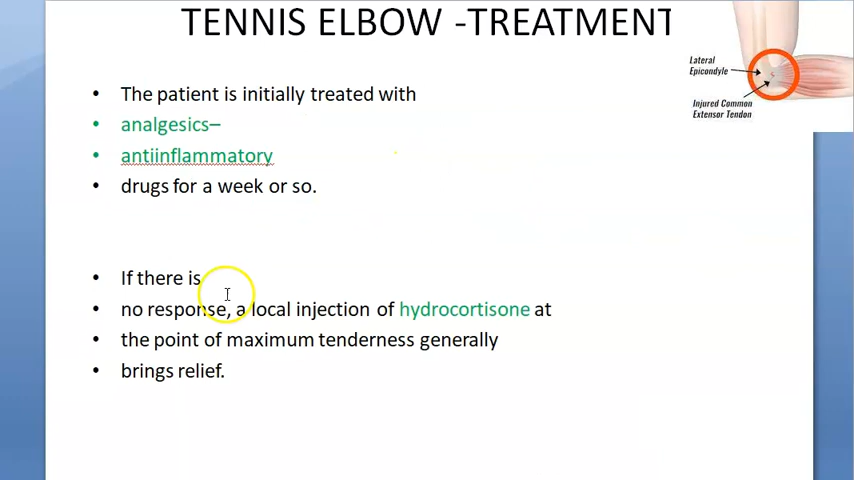 TENNIS ELBOW -TREATMENT
Lateral
Epicondyle
Injured Common
Extensor Tendon
• The patient is initially treated with
• analgesics–
• antiinflammatory
• drugs for a week or so.
• If there is
• no response, a local injection of hydrocortisone at
• the point of maximum tenderness generally
• brings relief.